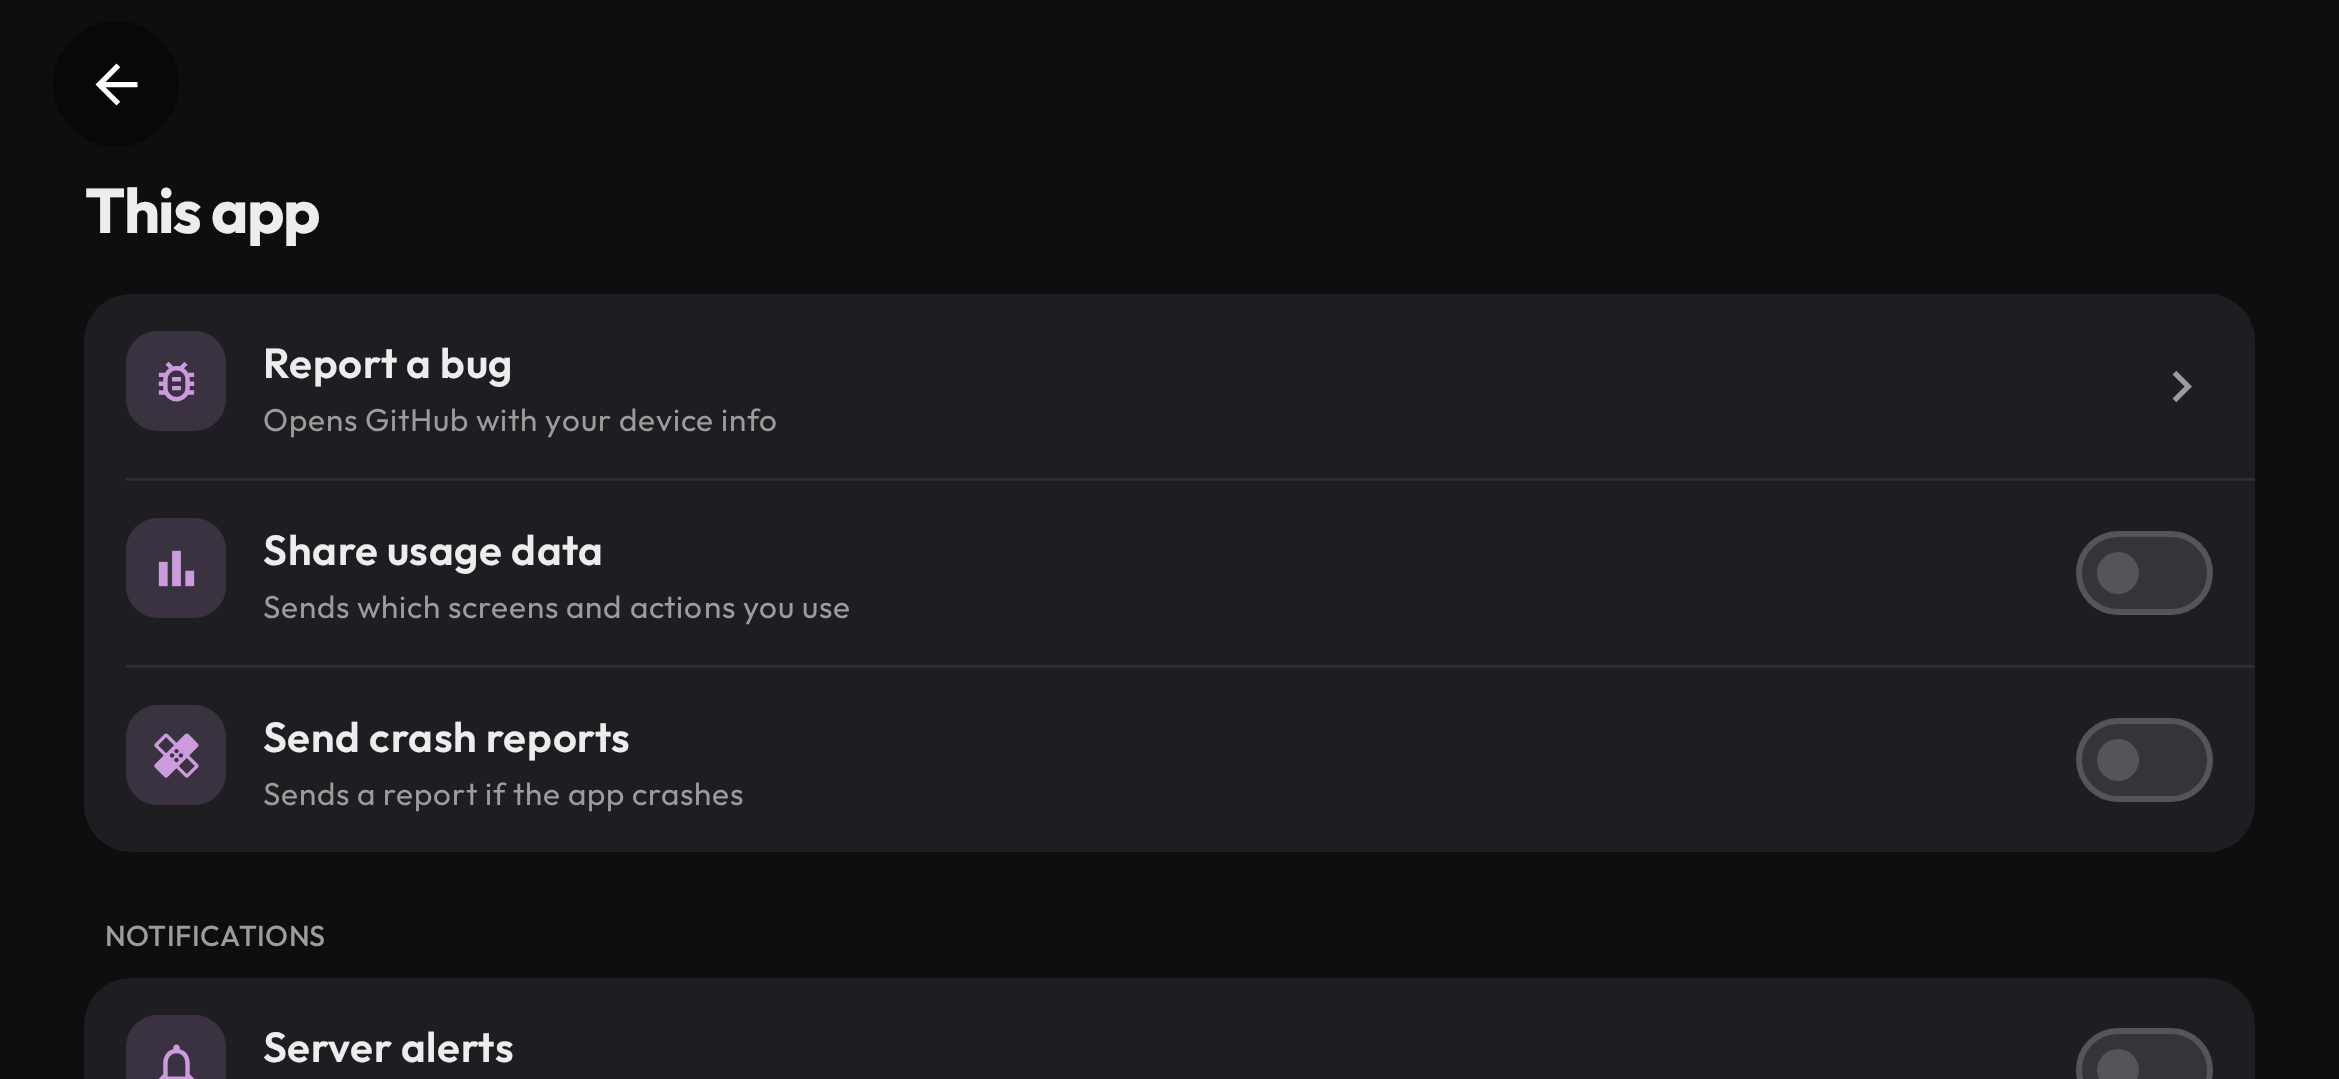 This app
Report a bug
Opens GitHub with your device info
Share usage data
Sends which screens and actions you use
Send crash reports
Sends a report if the app crashes
NOTIFICATIONS
Server alerts